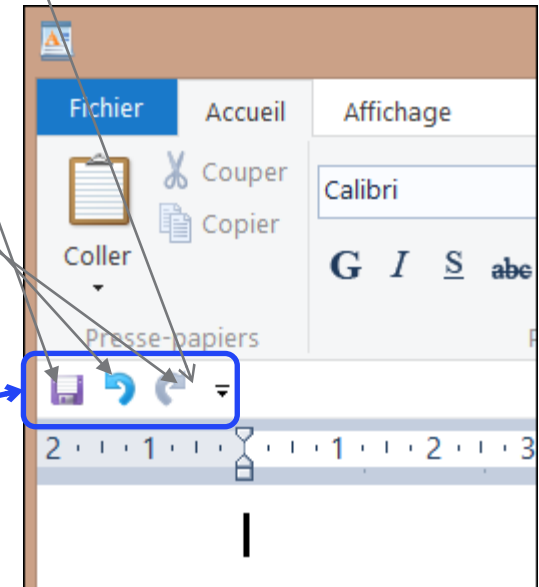 Fichier Accueil Affichage
Couper
Calibri
Copier
Coller
G I S abc
Presse-papiers
2 1 1 2 3